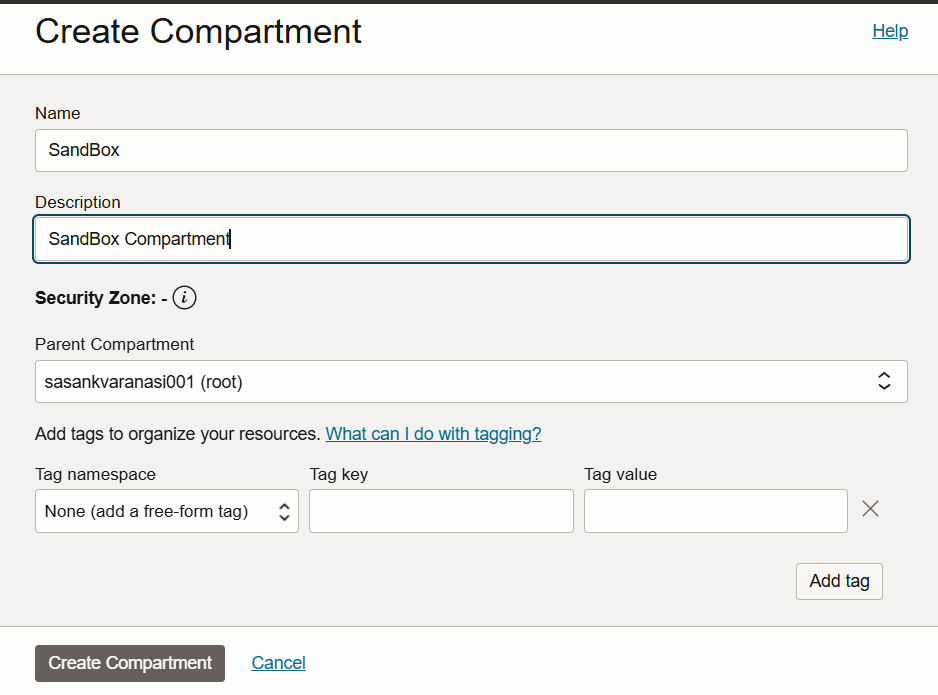 Create Compartment
Help
Name
SandBox
Description
SandBox Compartment
Security Zone: - i
Parent Compartment
sasankvaranasi001 (root)
Add tags to organize your resources. What can I do with tagging?
Tag namespace Tag key Tag value
None (add a free-form tag)
Add tag
Create Compartment Cancel